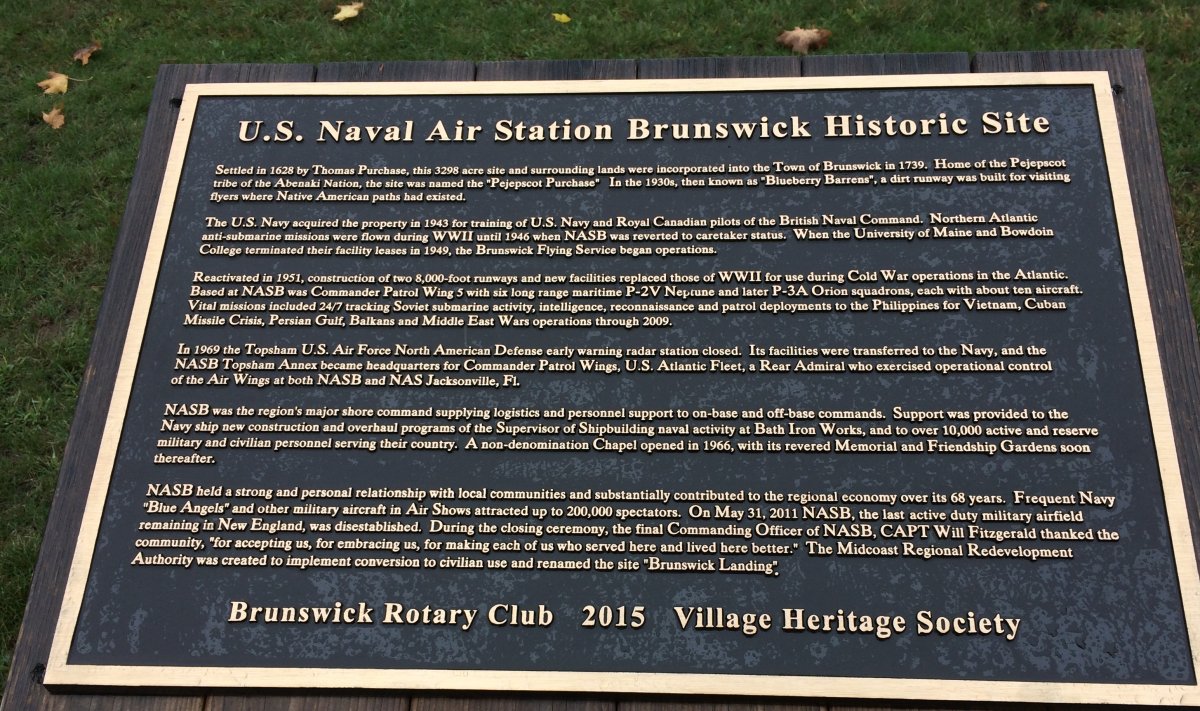 U.S. Naval Air Station Brunswick Historic Site
Settled in 1628 by Thomas Purchase, this 3298 acre site and surrounding lands were incorporated into the Town of Brunswick in 1739. Home of the Pejepscot
tribe of the Abenaki Nation, the site was named the "Pejepscot Purchase" In the 1930s, then known as "Blueberry Barrens", a dirt runway was built for visiting
flyers where Native American paths had existed.
The U.S. Navy acquired the property in 1943 for training of U.S. Navy and Royal Canadian pilots of the British Naval Command. Northern Atlantic
anti-submarine missions were flown during WWII until 1946 when NASB was reverted to caretaker status. When the University of Maine and Bowdoin
College terminated their facility leases in 1949, the Brunswick Flying Service began operations.
Reactivated in 1951, construction of two 8,000-foot runways and new facilities replaced those of WWII for use during Cold War operations in the Atlantic.
Based at NASB was Commander Patrol Wing 5 with six long range maritime P-2V Neptune and later P-3A Orion squadrons, each with about ten aircraft.
Vital missions included 24/7 tracking Soviet submarine activity, intelligence, reconnaissance and patrol deployments to the Philippines for Vietnam, Cuban
Missile Crisis, Persian Gulf, Balkans and Middle East Wars operations through 2009.
In 1969 the Topsham U.S. Air Force North American Defense early warning radar station closed. Its facilities were transferred to the Navy, and the
NASB Topsham Annex became headquarters for Commander Patrol Wings, U.S. Atlantic Fleet, a Rear Admiral who exercised operational control
of the Air Wings at both NASB and NAS Jacksonville, Fl.
NASB was the region's major shore command supplying logistics and personnel support to on-base and off-base commands. Support was provided to the
Navy ship new construction and overhaul programs of the Supervisor of Shipbuilding naval activity at Bath Iron Works, and to over 10,000 active and reserve
military and civilian personnel serving their country. A non-denomination Chapel opened in 1966, with its revered Memorial and Friendship Gardens soon
thereafter.
NASB held a strong and personal relationship with local communities and substantially contributed to the regional economy over its 68 years. Frequent Navy
"Blue Angels" and other military aircraft in Air Shows attracted up to 200,000 spectators. On May 31, 2011 NASB, the last active duty military airfield
remaining in New England, was disestablished. During the closing ceremony, the final Commanding Officer of NASB, CAPT Will Fitzgerald thanked the
community, "for accepting us, for embracing us, for making each of us who served here and lived here better." The Midcoast Regional Redevelopment
Authority was created to implement conversion to civilian use and renamed the site "Brunswick Landing".
Brunswick Rotary Club 2015 Village Heritage Society